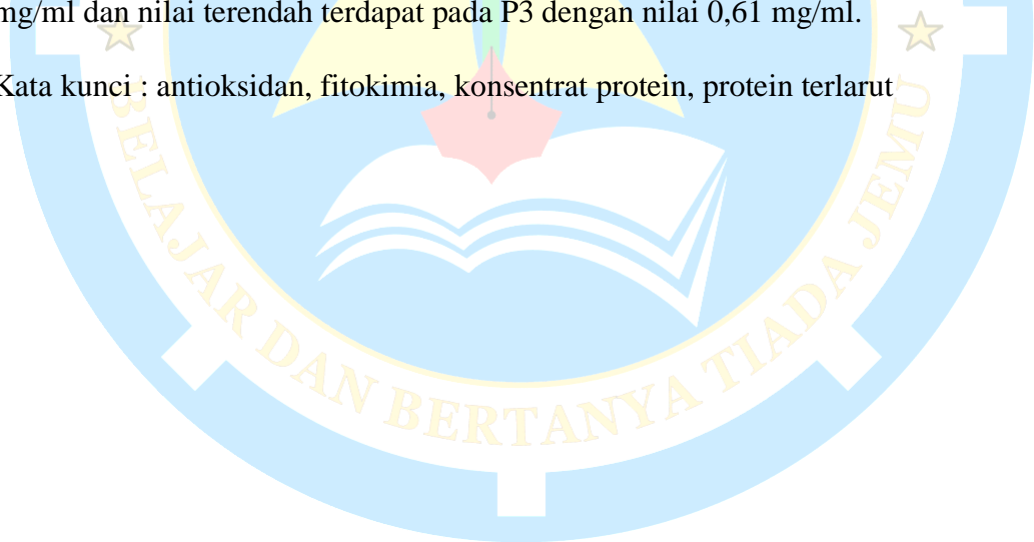 mg/ml dan nilai terendah terdapat pada P3 dengan nilai 0,61 mg/ml.
Kata kunci : antioksidan, fitokimia, konsentrat protein, protein terlarut
BELAJAR DAN BERTANYA TIADA JEMU